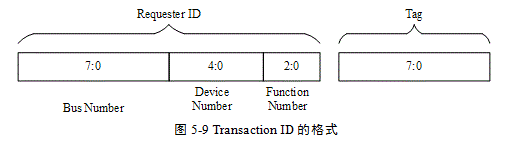 Requester ID Tag
7:0 4:0 2:0 7:0
Bus Number Device Number Function Number
图 5-9 Transaction ID 的格式